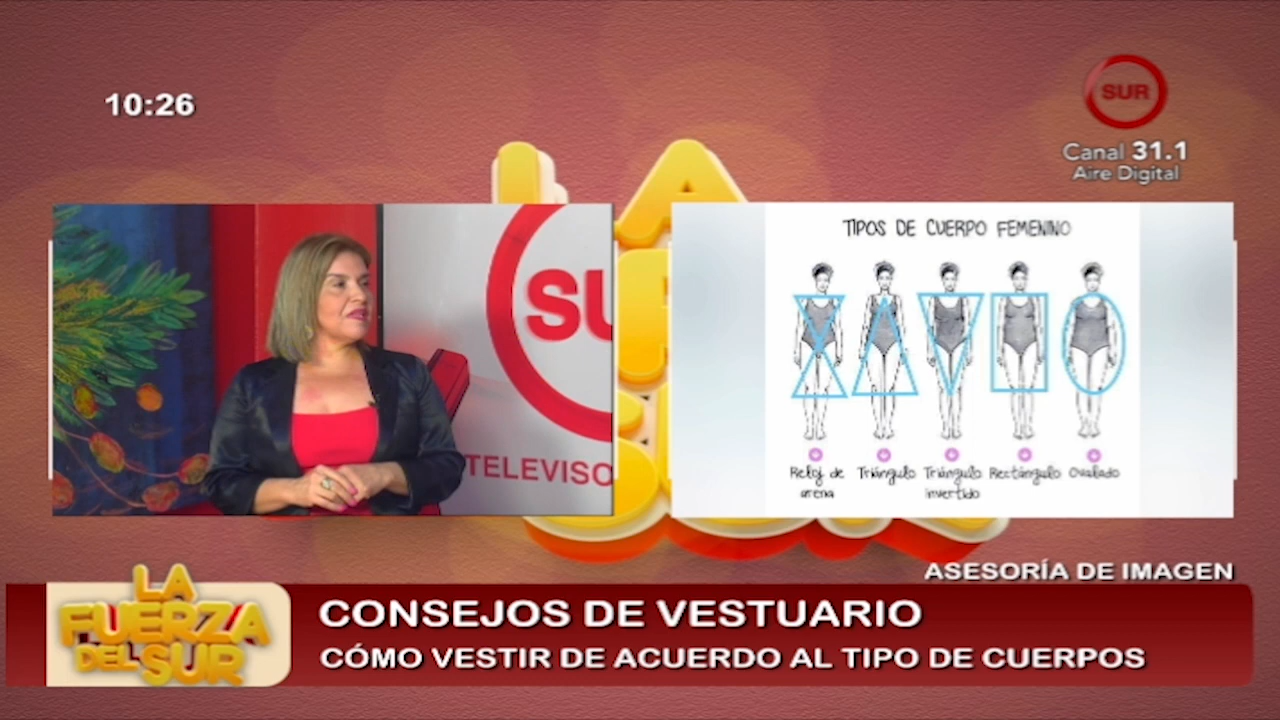 10:26
SUR
Canal 31.1
Aire Digital
LA
SU
TELEVISO
TIPOS DE CUERPO FEMENINO
Reloj de
arena
Triángulo
Triángulo
invertido
Rectángulo
Ovalado
ASESORÍA DE IMAGEN
LA
FUERZA
DEL SUR
CONSEJOS DE VESTUARIO
CÓMO VESTIR DE ACUERDO AL TIPO DE CUERPOS